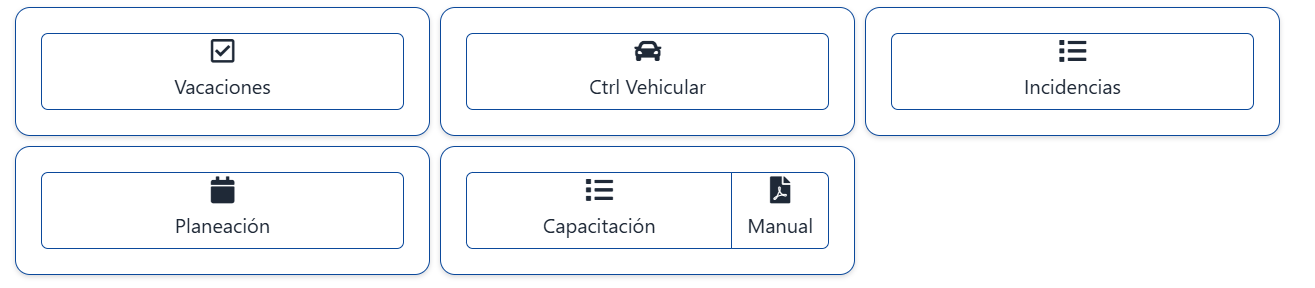 Vacaciones
Ctrl Vehicular
Incidencias
Planeación
Capacitación
Manual